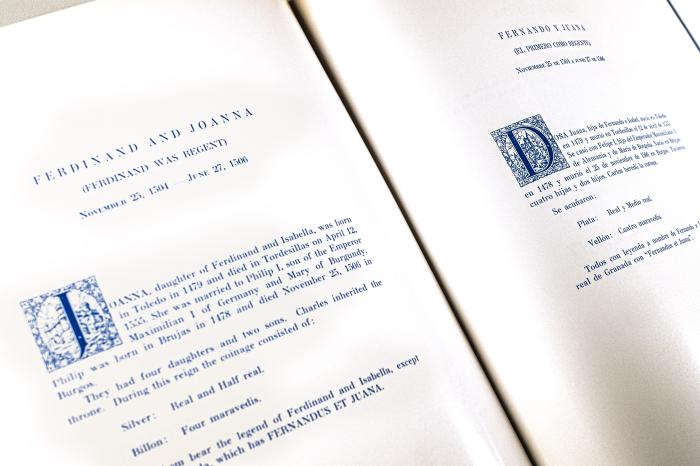 FERDINAND AND JOANNA
(FERDINAND WAS REGENT)
NOVEMBER 25, 1504 — JUNE 27, 1506
JOANNA, daughter of Ferdinand and Isabella, was born
in Toledo in 1479 and died in Tordesillas on April 12,
1555. She was married to Philip I, son of the Emperor
Maximilian I of Germany and Mary of Burgundy.
Philip was born in Brujas in 1478 and died November 25, 1506 in
Burgos.
They had four daughters and two sons. Charles inherited the
throne. During this reign the coinage consisted of:
Silver: Real and Half real.
Billon: Four maravedis.
bear the legend of Ferdinand and Isabella, except
which has FERNANDUS ET JUANA.
FERNANDO Y JUANA
(EL PRIMERO COMO REGENTE)
NOVIEMBRE 25 DE 1504 A JUNIO 27 DE 1506
DOÑA Juana, hija de Fernando e Isabel, nació en Toledo
en 1479 y murió en Tordesillas el 12 de abril de 1555.
Se casó con Felipe I, hijo del Emperador Maximiliano I
de Alemania y de María de Borgoña. Nació en Brujas
en 1478 y murió el 25 de noviembre de 1506 en Burgos. Tuvieron
cuatro hijas y dos hijos. Carlos heredó la corona.
Se acuñaron:
Plata: Real y Medio real.
Vellón: Cuatro maravedís.
Todos con leyenda a nombre de Fernando e
real de Granada con "Fernandus et Juana".